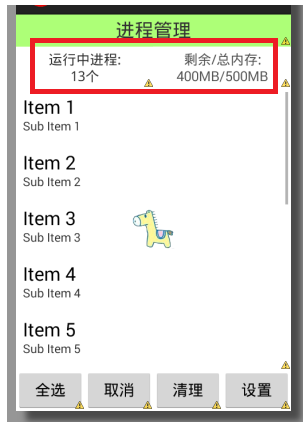 进程管理
运行中进程:
13个
剩余/总内存:
400MB/500MB
Item 1
Sub Item 1
Item 2
Sub Item 2
Item 3
Sub Item 3
Item 4
Sub Item 4
Item 5
Sub Item 5
全选 取消 清理 设置